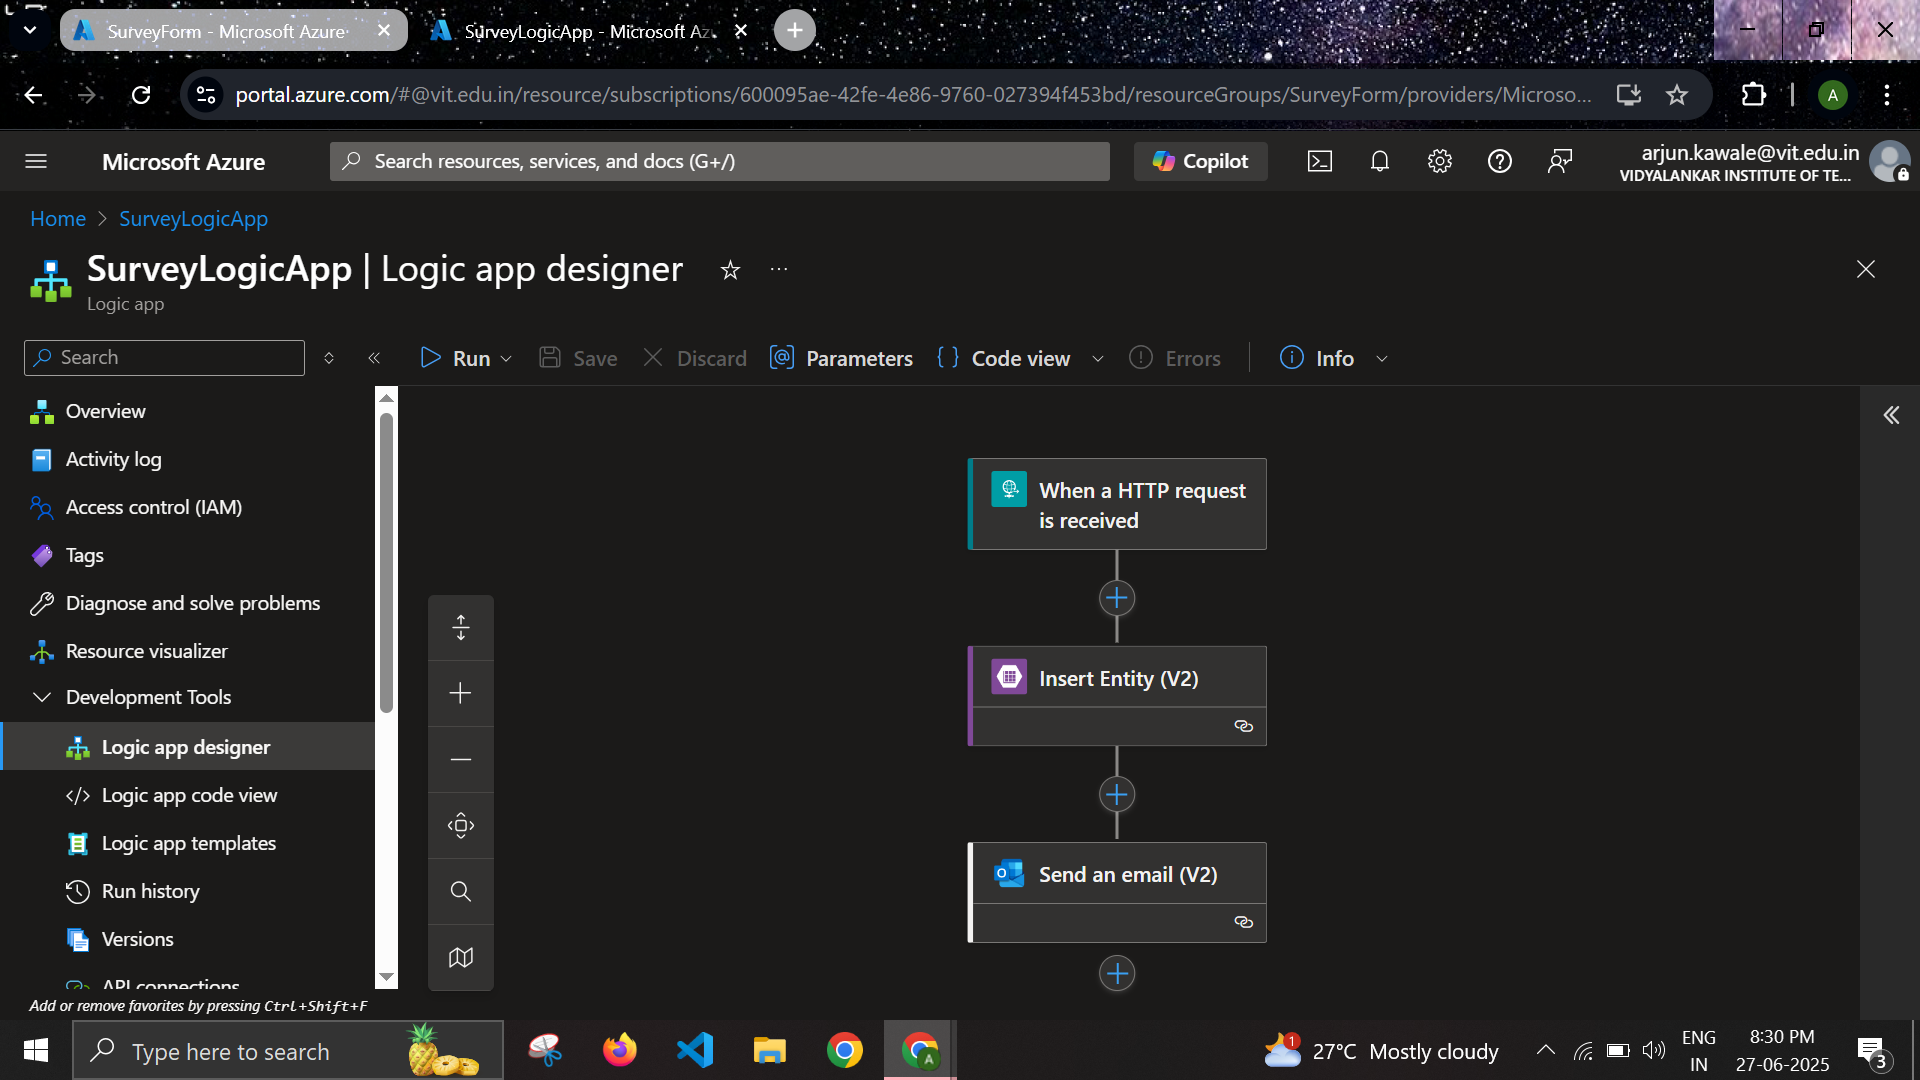 SurveyForm - Microsoft Azure
SurveyLogicApp - Microsoft Az
portal.azure.com/#@vit.edu.in/resource/subscriptions/600095ae-42fe-4e86-9760-027394f453bd/resourceGroups/SurveyForm/providers/Microso...
A
Microsoft Azure
Search resources, services, and docs (G+/)
Copilot
arjun.kawale@vit.edu.in
VIDYALANKAR INSTITUTE OF TE...
Home > SurveyLogicApp
SurveyLogicApp | Logic app designer
Logic app
Search
Run
Save
Discard
Parameters
Code view
Errors
Info
Overview
Activity log
Access control (IAM)
Tags
Diagnose and solve problems
Resource visualizer
Development Tools
Logic app designer
Logic app code view
Logic app templates
Run history
Versions
API connections
Add or remove favorites by pressing Ctrl+Shift+F
When a HTTP request
is received
Insert Entity (V2)
Send an email (V2)
Type here to search
A
1
27°C Mostly cloudy
ENG
IN
8:30 PM
27-06-2025
3